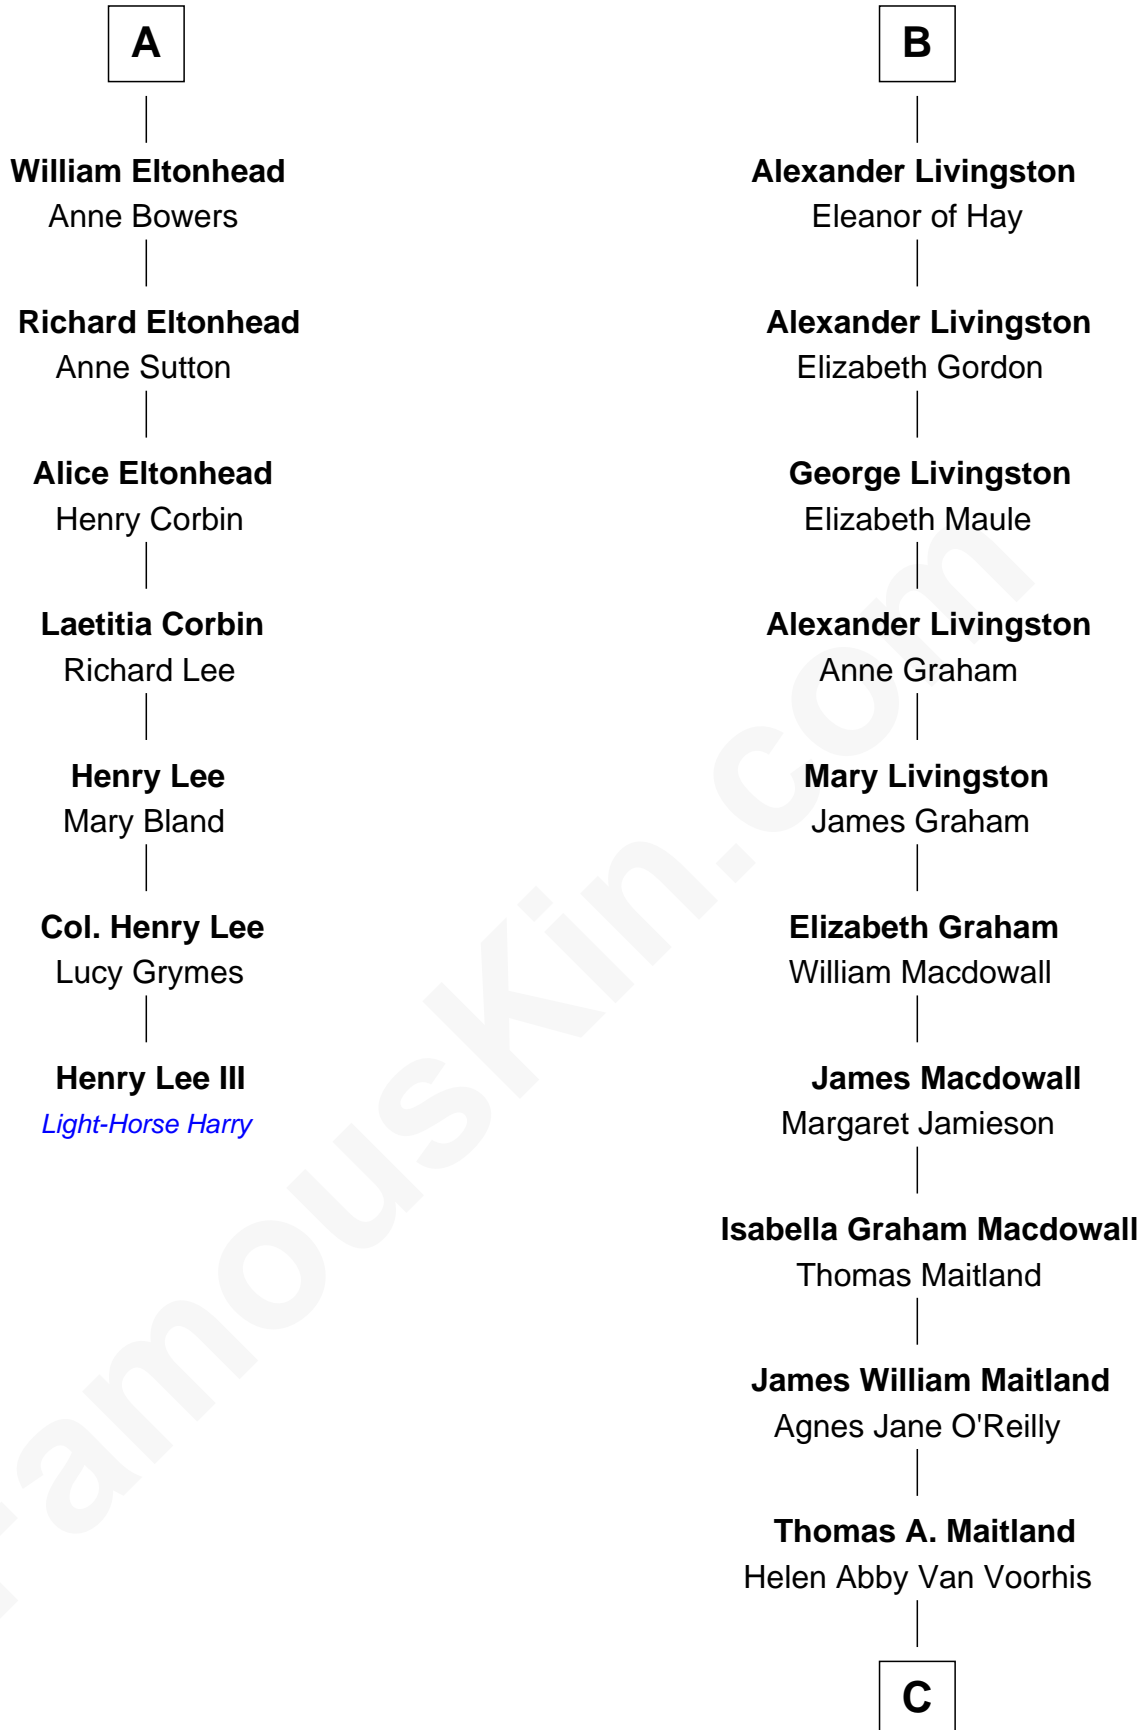 A
William Eltonhead
Anne Bowers
Richard Eltonhead
Anne Sutton
Alice Eltonhead
Henry Corbin
Laetitia Corbin
Richard Lee
Henry Lee
Mary Bland
Col. Henry Lee
Lucy Grymes
Henry Lee III
Light-Horse Harry
B
Alexander Livingston
Eleanor of Hay
Alexander Livingston
Elizabeth Gordon
George Livingston
Elizabeth Maule
Alexander Livingston
Anne Graham
Mary Livingston
James Graham
Elizabeth Graham
William Macdowall
James Macdowall
Margaret Jamieson
Isabella Graham Macdowall
Thomas Maitland
James William Maitland
Agnes Jane O'Reilly
Thomas A. Maitland
Helen Abby Van Voorhis
C
FamousKin.com